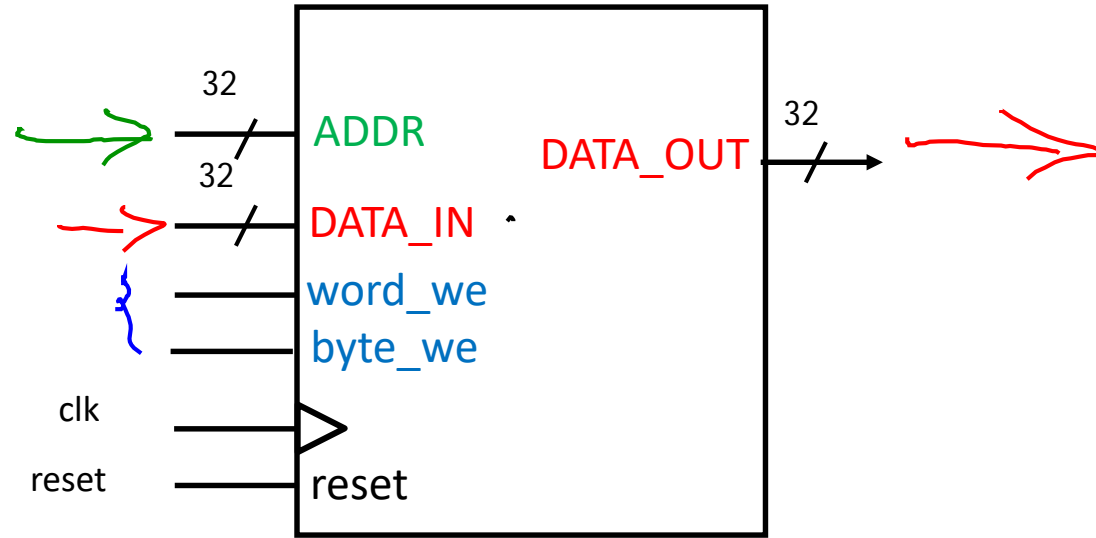 32
ADDR
32
DATA_OUT
32
DATA_IN
word_we
byte_we
clk
reset
reset